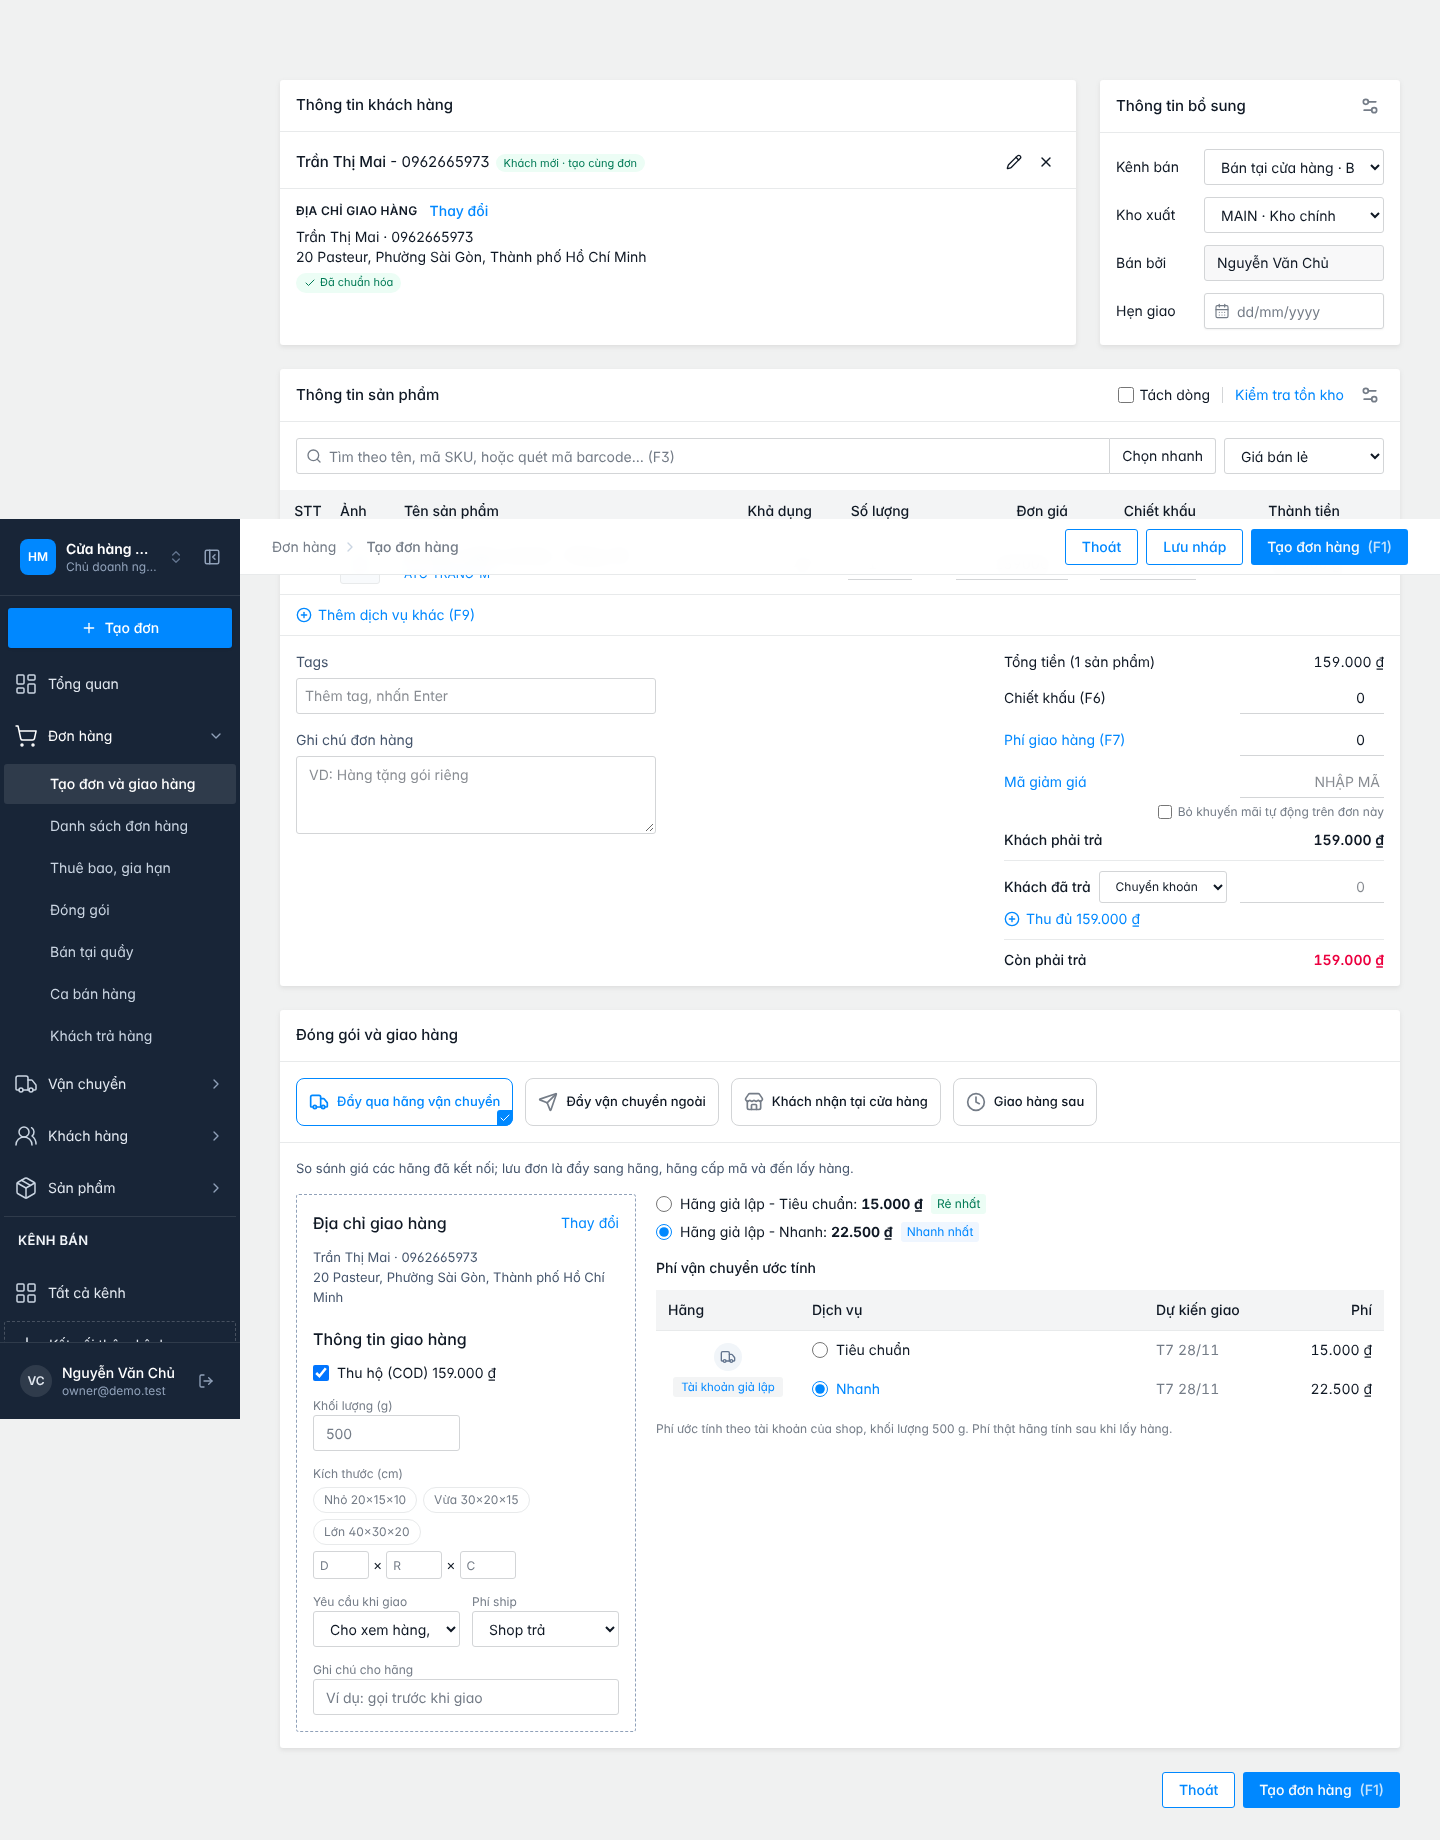 Thông tin khách hàng
Trần Thị Mai - 0962665973 Khách mới · tạo cùng đơn
ĐỊA CHỈ GIAO HÀNG Thay đổi
Trần Thị Mai · 0962665973
20 Pasteur, Phường Sài Gòn, Thành phố Hồ Chí Minh
Đã chuẩn hóa
Thông tin bổ sung
Kênh bán Bán tại cửa hàng · B
Kho xuất MAIN · Kho chính
Bán bởi Nguyễn Văn Chủ
Hẹn giao dd/mm/yyyy
Thông tin sản phẩm
Tách dòng Kiểm tra tồn kho
Tìm theo tên, mã SKU, hoặc quét mã barcode... (F3) Chọn nhanh Giá bán lẻ
STT Ảnh Tên sản phẩm Khả dụng Số lượng Đơn giá Chiết khấu Thành tiền
HM Cửa hàng ...
Chủ doanh ng...
Đơn hàng Tạo đơn hàng Thoát Lưu nháp Tạo đơn hàng (F1)
Thêm dịch vụ khác (F9)
Tags
Thêm tag, nhấn Enter
Ghi chú đơn hàng
VD: Hàng tặng gói riêng
Tổng tiền (1 sản phẩm) 159.000 ₫
Chiết khấu (F6) 0
Phí giao hàng (F7) 0
Mã giảm giá NHẬP MÃ
Bỏ khuyến mãi tự động trên đơn này
Khách phải trả 159.000 ₫
Khách đã trả Chuyển khoản 0
Thu đủ 159.000 ₫
Còn phải trả 159.000 ₫
Tạo đơn
Tổng quan
Đơn hàng
Tạo đơn và giao hàng
Danh sách đơn hàng
Thuê bao, gia hạn
Đóng gói
Bán tại quầy
Ca bán hàng
Khách trả hàng
Vận chuyển
Khách hàng
Sản phẩm
KÊNH BÁN
Tất cả kênh
VC Nguyễn Văn Chủ
owner@demo.test
Đóng gói và giao hàng
Đẩy qua hãng vận chuyển Đẩy vận chuyển ngoài Khách nhận tại cửa hàng Giao hàng sau
So sánh giá các hãng đã kết nối; lưu đơn là đẩy sang hãng, hãng cấp mã và đến lấy hàng.
Địa chỉ giao hàng Thay đổi
Trần Thị Mai · 0962665973
20 Pasteur, Phường Sài Gòn, Thành phố Hồ Chí
Minh
Thông tin giao hàng
Thu hộ (COD) 159.000 ₫
Khối lượng (g)
500
Kích thước (cm)
Nhỏ 20×15×10 Vừa 30×20×15
Lớn 40×30×20
D × R × C
Yêu cầu khi giao Phí ship
Cho xem hàng, Shop trả
Ghi chú cho hãng
Ví dụ: gọi trước khi giao
Hãng giả lập - Tiêu chuẩn: 15.000 ₫ Rẻ nhất
Hãng giả lập - Nhanh: 22.500 ₫ Nhanh nhất
Phí vận chuyển ước tính
Hãng Dịch vụ Dự kiến giao Phí
Tiêu chuẩn T7 28/11 15.000 ₫
Tài khoản giả lập Nhanh T7 28/11 22.500 ₫
Phí ước tính theo tài khoản của shop, khối lượng 500 g. Phí thật hãng tính sau khi lấy hàng.
Thoát Tạo đơn hàng (F1)